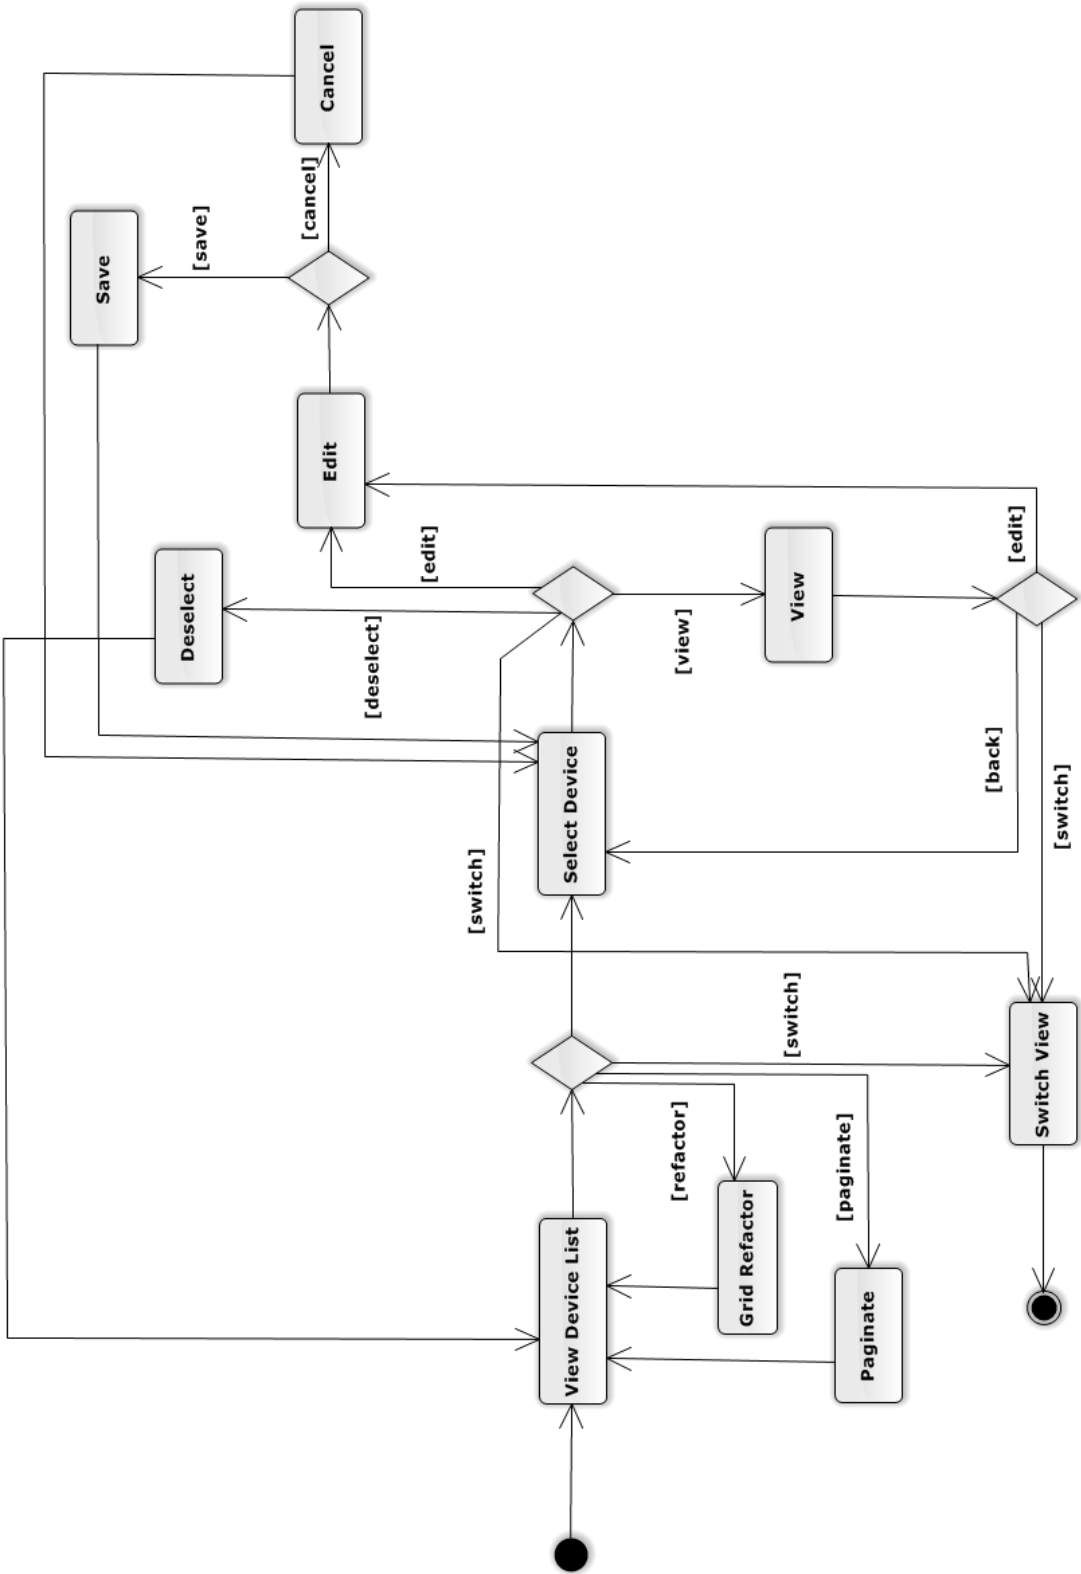 Cancel
[cancel]
[save]
Save
Edit
[edit]
Deselect
[deselect]
[view]
View
[edit]
[back]
[switch]
Select Device
[switch]
[switch]
Switch View
[refactor]
[paginate]
Grid Refactor
View Device List
Paginate